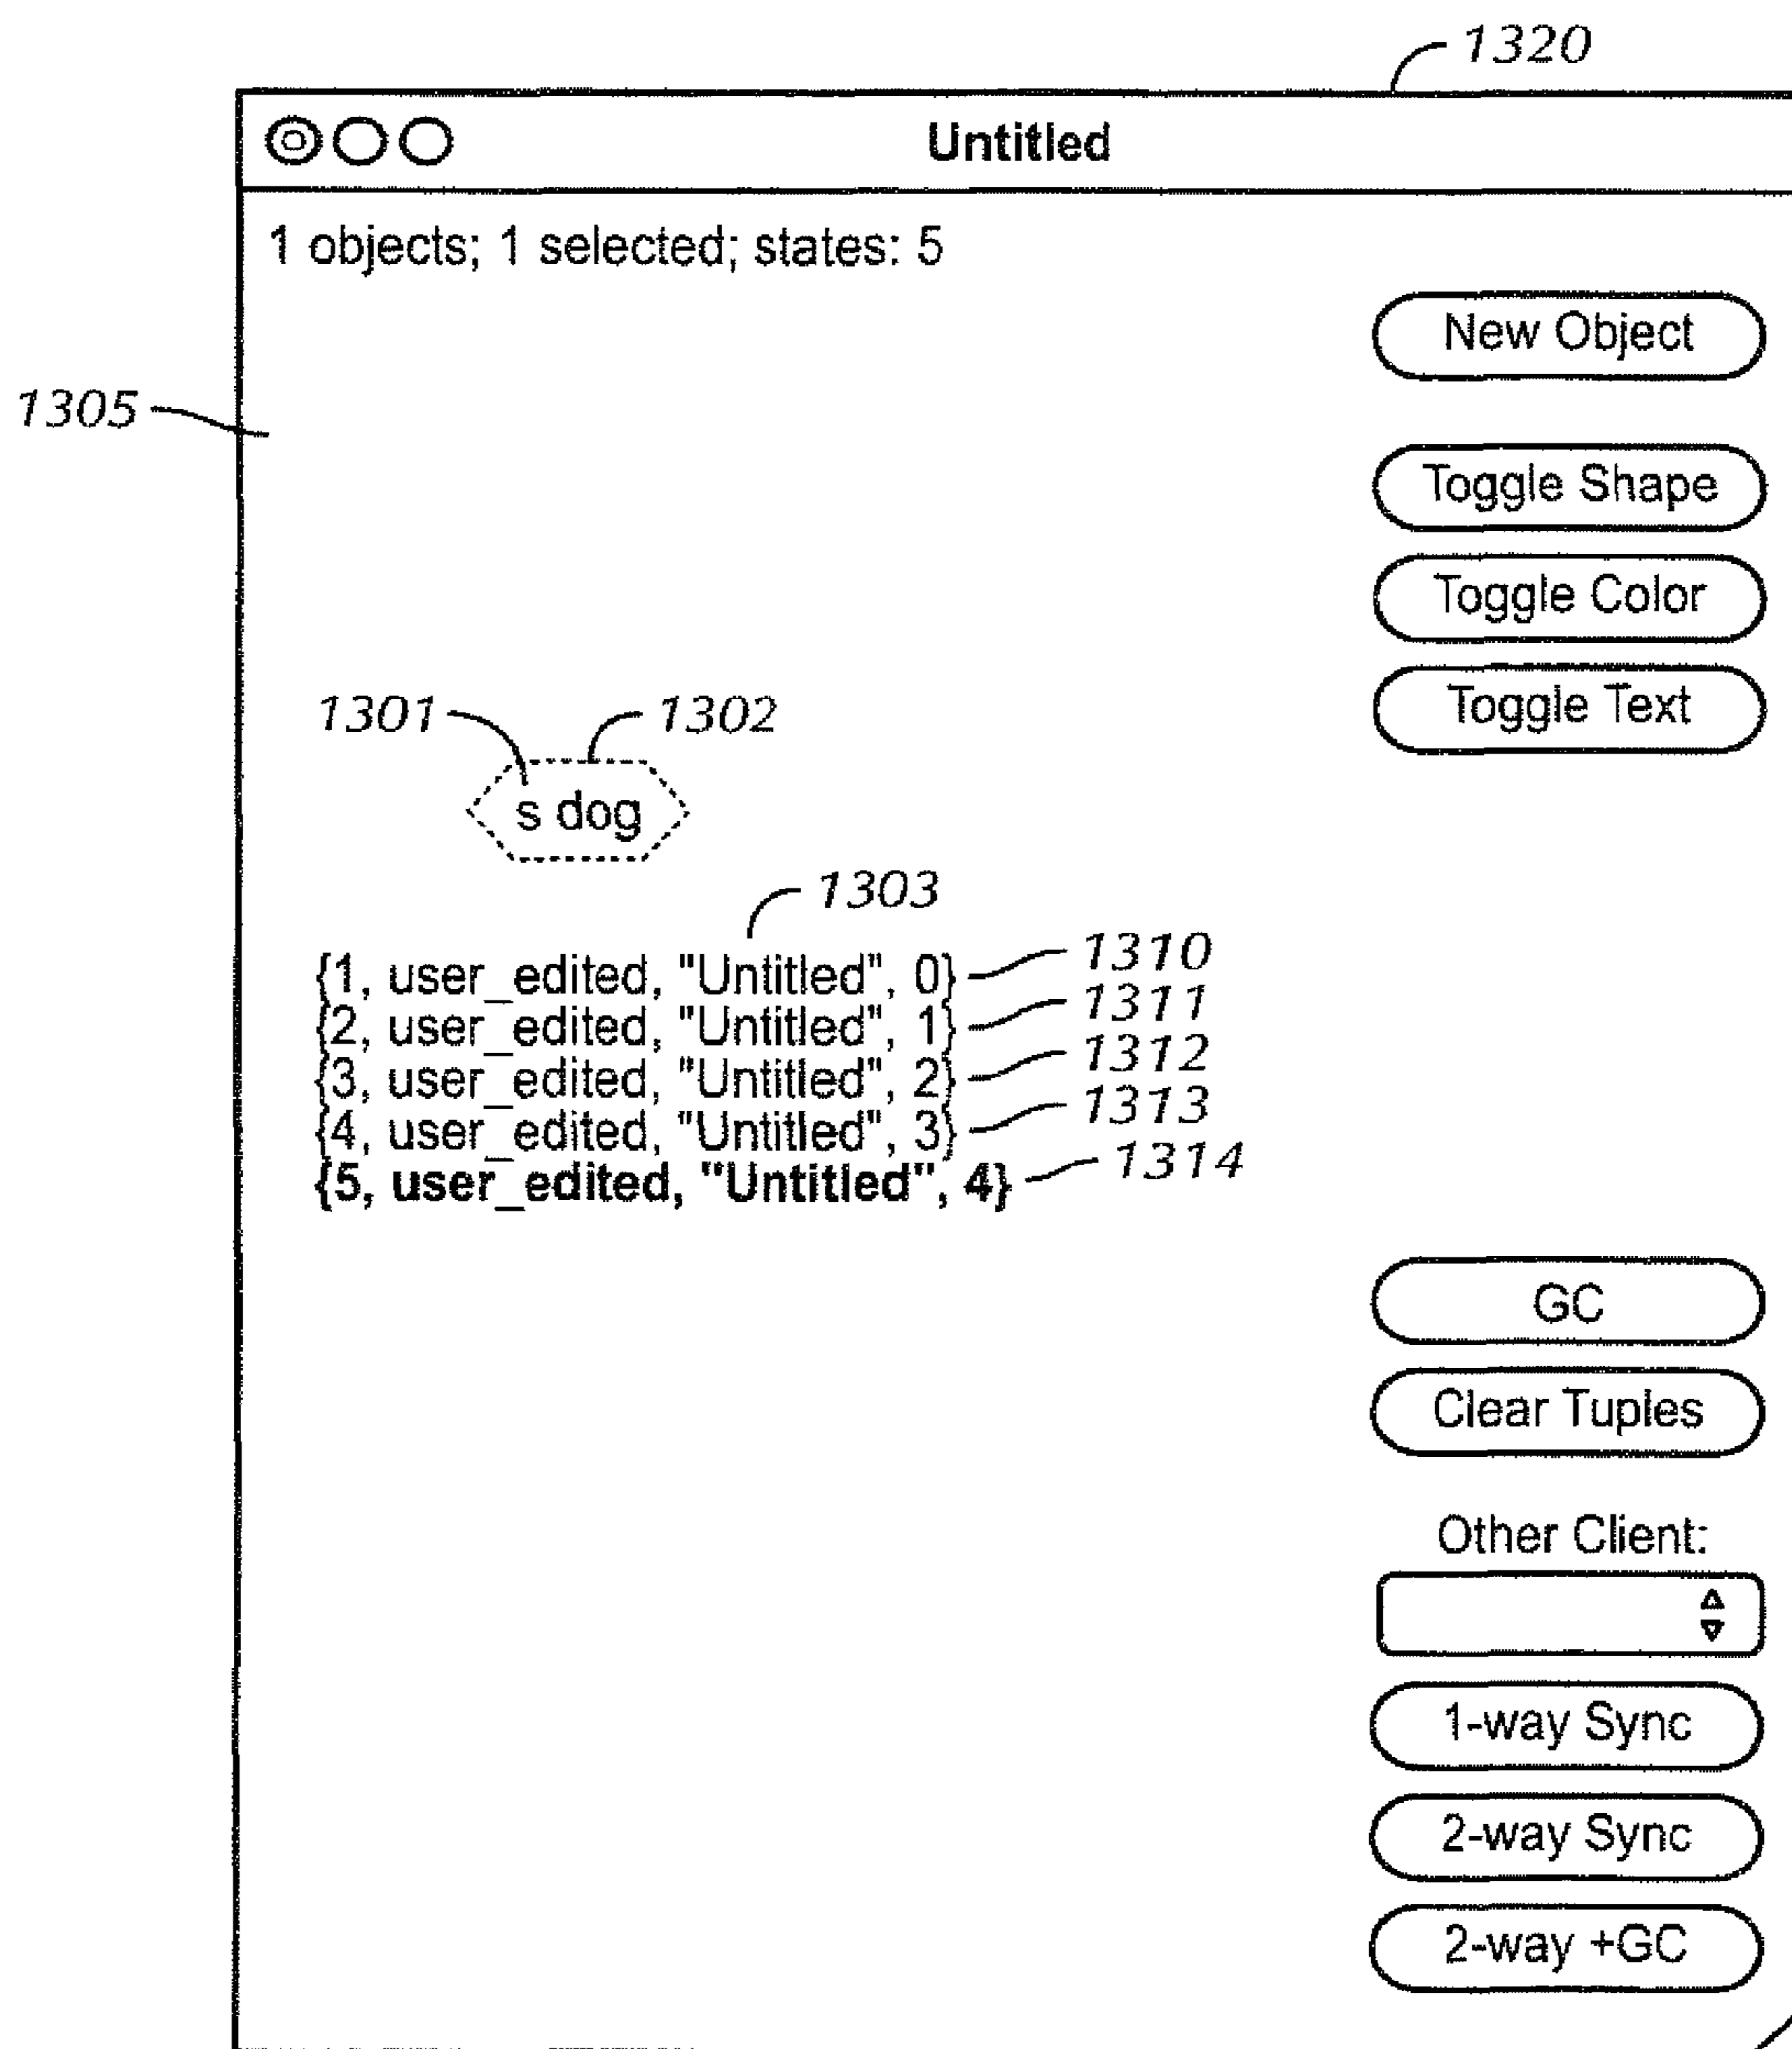 1320
Untitled
1 objects; 1 selected; states: 5
New Object
1305
Toggle Shape
Toggle Color
Toggle Text
1301
1302
s dog
1303
{1, user_edited, "Untitled", 0}
1310
{2, user_edited, "Untitled", 1}
1311
{3, user_edited, "Untitled", 2}
1312
{4, user_edited, "Untitled", 3}
1313
{5, user_edited, "Untitled", 4}
1314
GC
Clear Tuples
Other Client:
1-way Sync
2-way Sync
2-way +GC